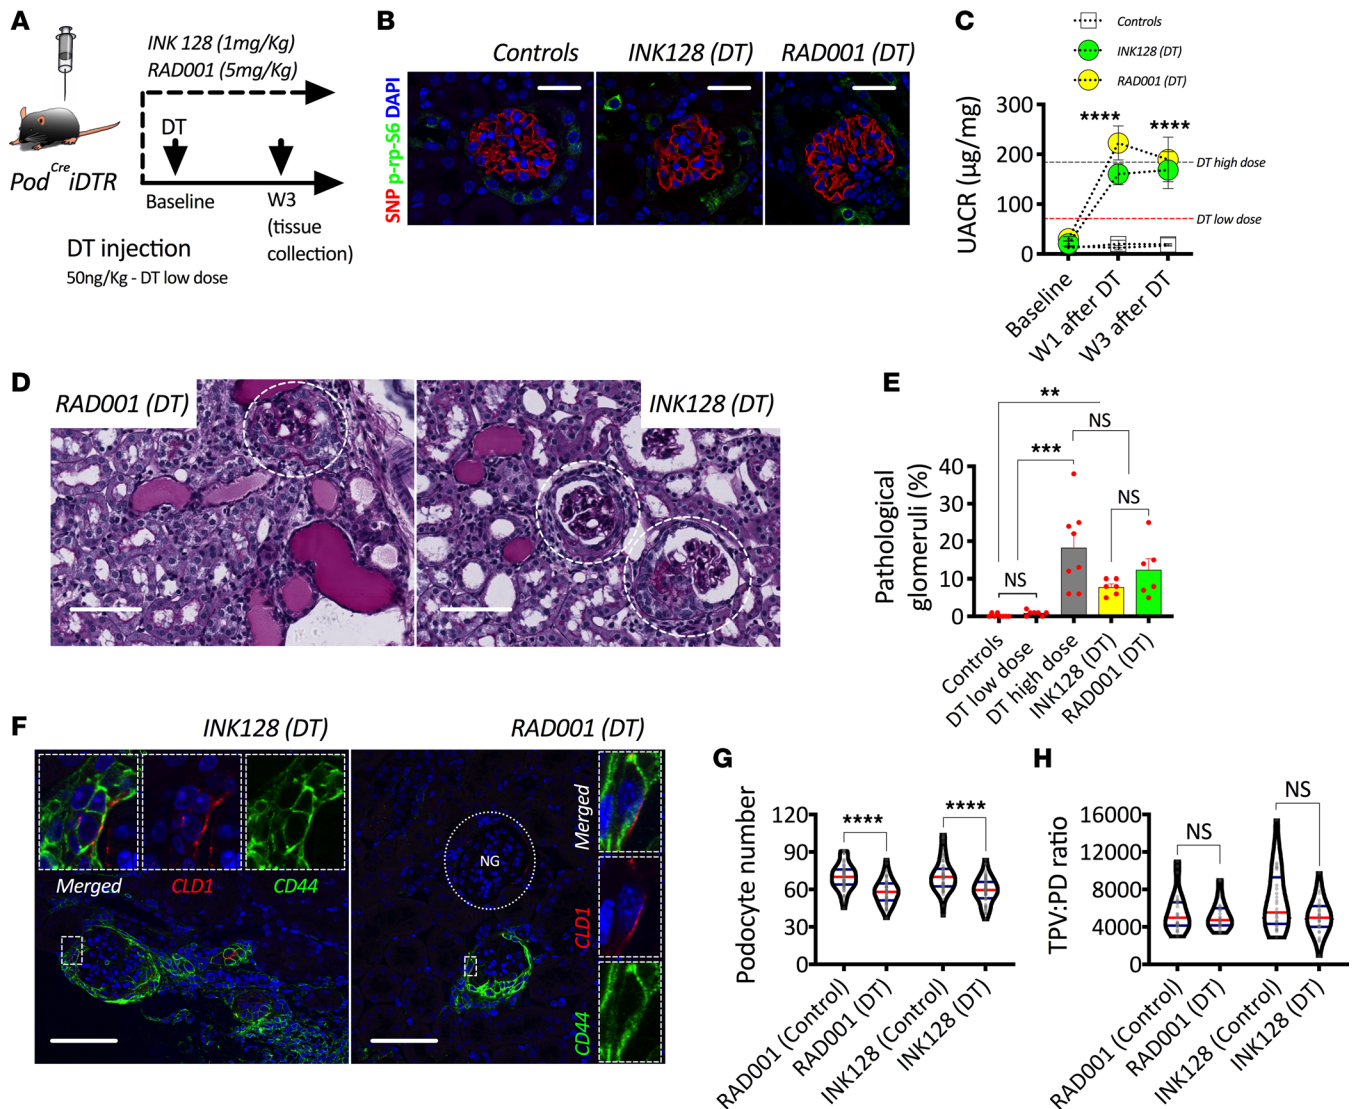 A
INK 128 (1mg/Kg)
RAD001 (5mg/Kg)
DT
Pod^Cre iDTR
Baseline
W3
(tissue
collection)
DT injection
50ng/Kg - DT low dose
B
Controls
INK128 (DT)
RAD001 (DT)
SNP p-rp-S6 DAPI
C
Controls
INK128 (DT)
RAD001 (DT)
UACR (µg/mg)
300
200
100
0
****
****
DT high dose
DT low dose
Baseline
W1 after DT
W3 after DT
D
RAD001 (DT)
INK128 (DT)
E
Pathological
glomeruli (%)
40
30
20
10
0
**
***
NS
NS
NS
Controls
DT low dose
DT high dose
INK128 (DT)
RAD001 (DT)
F
INK128 (DT)
RAD001 (DT)
Merged
CLD1
CD44
NG
Merged
CLD1
CD44
G
Podocyte number
120
90
60
30
0
****
****
RAD001 (Control)
RAD001 (DT)
INK128 (Control)
INK128 (DT)
H
TPV:PD ratio
16000
12000
8000
4000
0
NS
NS
RAD001 (Control)
RAD001 (DT)
INK128 (Control)
INK128 (DT)